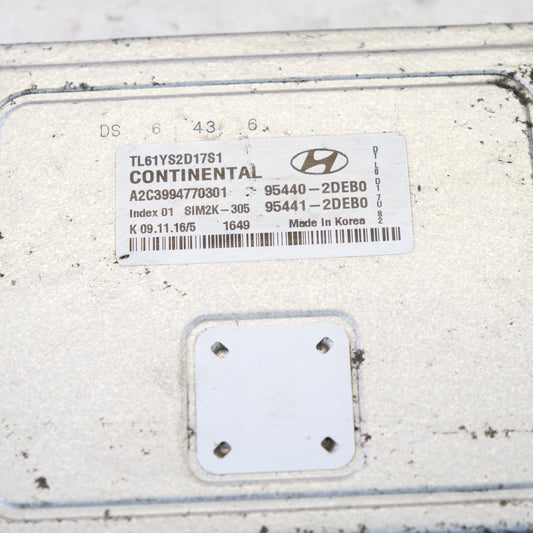 DS 6 43 6
TL61YS2D17S1
CONTINENTAL
A2C3994770301 95440-2DEB0
Index 01 SIM2K-305 95441-2DEB0
K 09.11.16/5 1649 Made In Korea